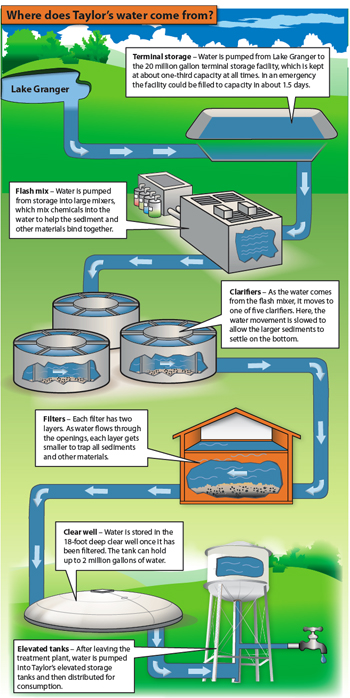 Where does Taylor's water come from?
Lake Granger
Terminal storage – Water is pumped from Lake Granger to
the 20 million gallon terminal storage facility, which is kept
at about one-third capacity at all times. In an emergency
the facility could be filled to capacity in about 1.5 days.
Flash mix – Water is pumped
from storage into large mixers,
which mix chemicals into the
water to help the sediment and
other materials bind together.
Clarifiers – As the water comes
from the flash mixer, it moves to
one of five clarifiers. Here, the
water movement is slowed to
allow the larger sediments to
settle on the bottom.
Filters – Each filter has two
layers. As water flows through
the openings, each layer gets
smaller to trap all sediments
and other materials.
Clear well – Water is stored in the
18-foot deep clear well once it has
been filtered. The tank can hold
up to 2 million gallons of water.
Elevated tanks – After leaving the
treatment plant, water is pumped
into Taylor's elevated storage
tanks and then distributed for
consumption.